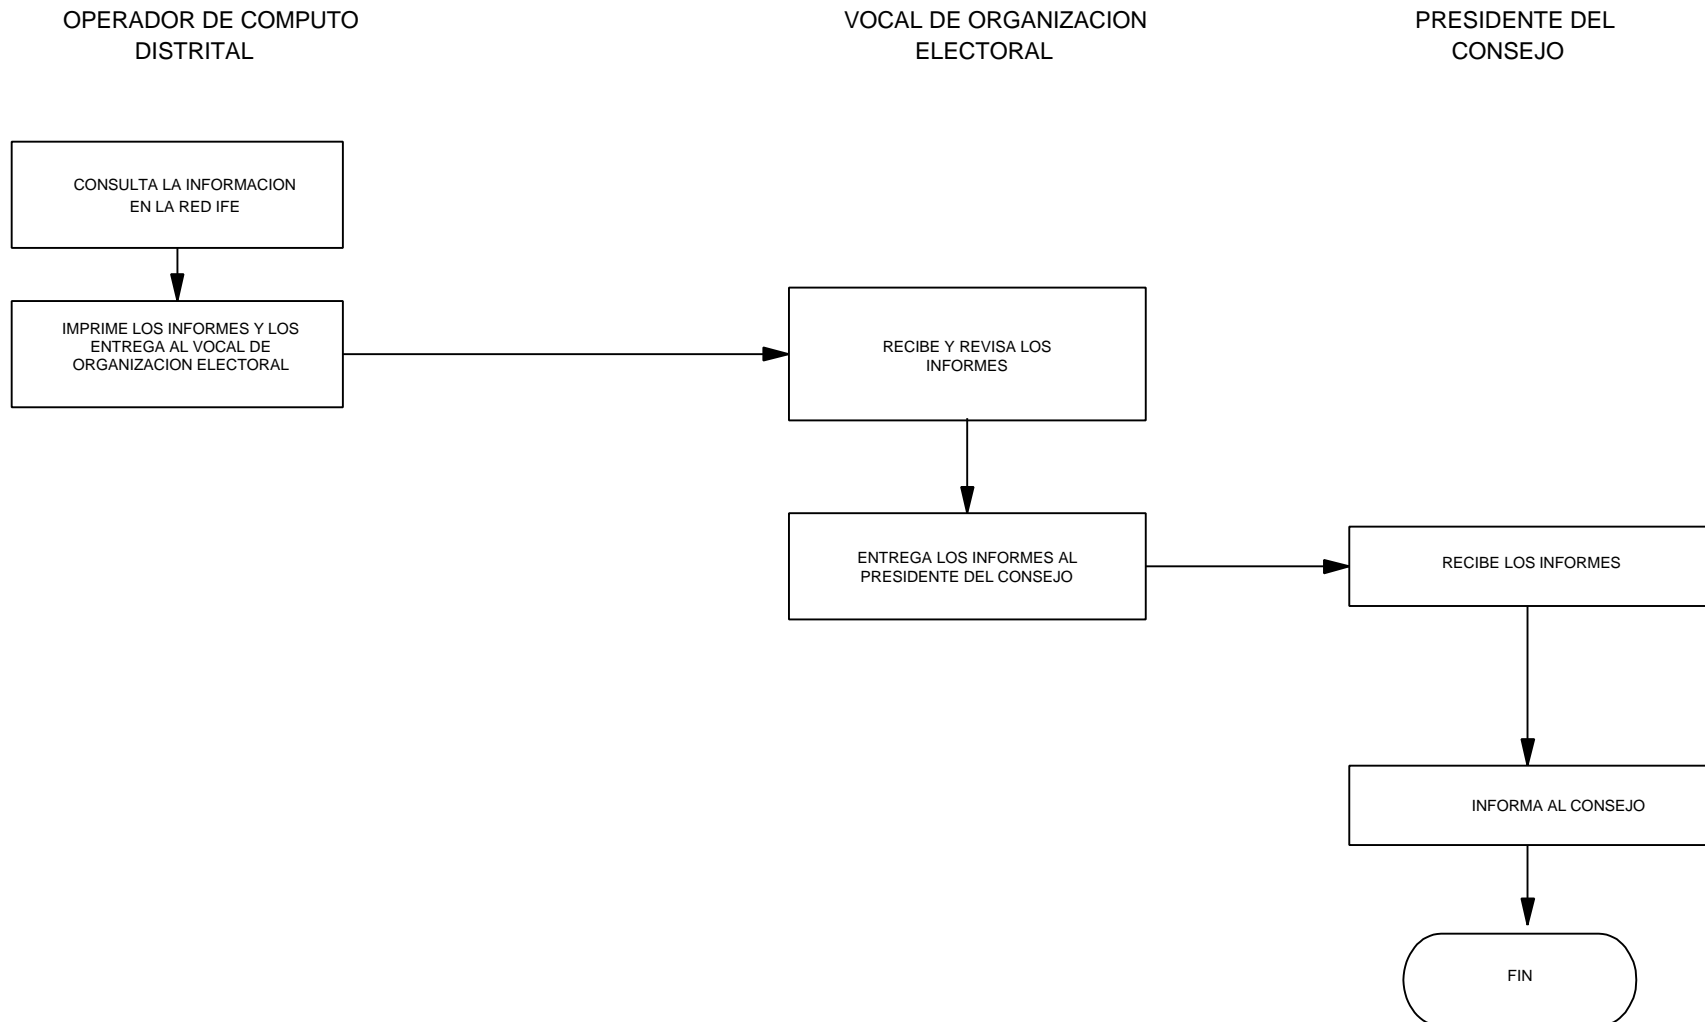 OPERADOR DE COMPUTO
DISTRITAL
VOCAL DE ORGANIZACION
ELECTORAL
PRESIDENTE DEL
CONSEJO
CONSULTA LA INFORMACION
EN LA RED IFE
IMPRIME LOS INFORMES Y LOS
ENTREGA AL VOCAL DE
ORGANIZACION ELECTORAL
RECIBE Y REVISA LOS
INFORMES
ENTREGA LOS INFORMES AL
PRESIDENTE DEL CONSEJO
RECIBE LOS INFORMES
INFORMA AL CONSEJO
FIN